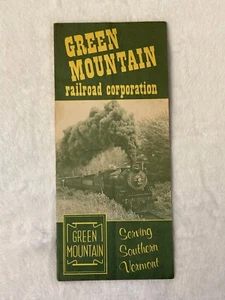 GREEN
MOUNTAIN
railroad corporation
GREEN
MOUNTAIN
Serving
Southern
Vermont